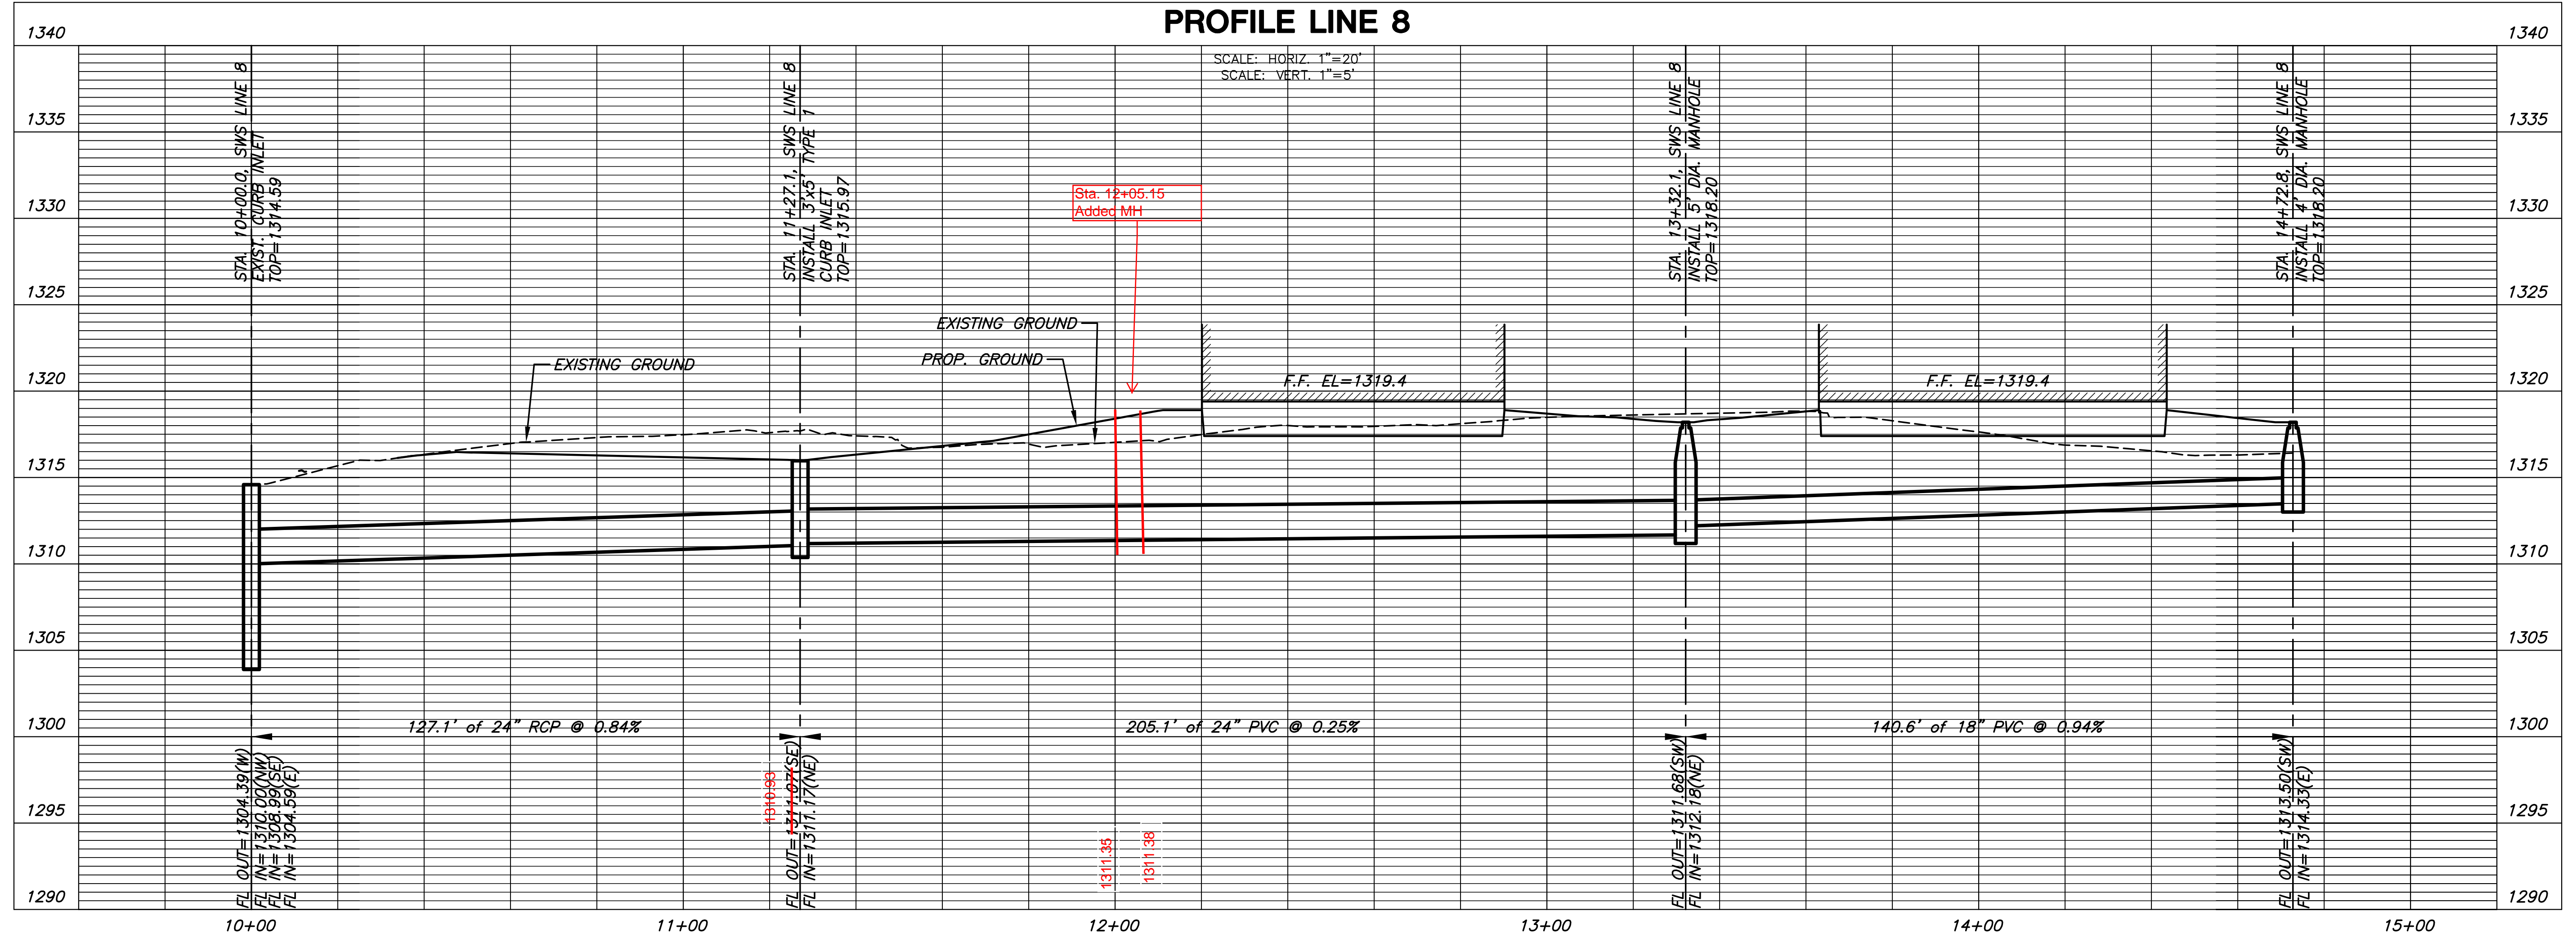 PROFILE LINE 8
SCALE: HORIZ. 1"=20'
SCALE: VERT. 1"=5'
1340
1340
1335
1335
1330
1330
1325
1325
1320
1320
1315
1315
1310
1310
1305
1305
1300
1300
1295
1295
1290
1290
STA. 10+00.0, SWS LINE 8
EXIST. CURB INLET
TOP=1314.59
STA. 11+27.1, SWS LINE 8
INSTALL 3'x5' TYPE 1
CURB INLET
TOP=1315.97
Sta. 12+05.15
Added MH
STA. 13+32.1, SWS LINE 8
INSTALL 5' DIA. MANHOLE
TOP=1318.20
STA. 14+72.8, SWS LINE 8
INSTALL 4' DIA. MANHOLE
TOP=1318.20
EXISTING GROUND
EXISTING GROUND
PROP. GROUND
F.F. EL=1319.4
F.F. EL=1319.4
127.1' of 24" RCP @ 0.84%
205.1' of 24" PVC @ 0.25%
140.6' of 18" PVC @ 0.94%
FL OUT=1304.39(W)
FL IN=1310.00(NW)
FL IN=1308.99(SE)
FL IN=1304.59(E)
1310.93
FL OUT=1311.07(SE)
FL IN=1311.17(NE)
1311.35
1311.38
FL OUT=1311.68(SW)
FL IN=1312.18(NE)
FL OUT=1313.50(SW)
FL IN=1314.33(E)
10+00
11+00
12+00
13+00
14+00
15+00